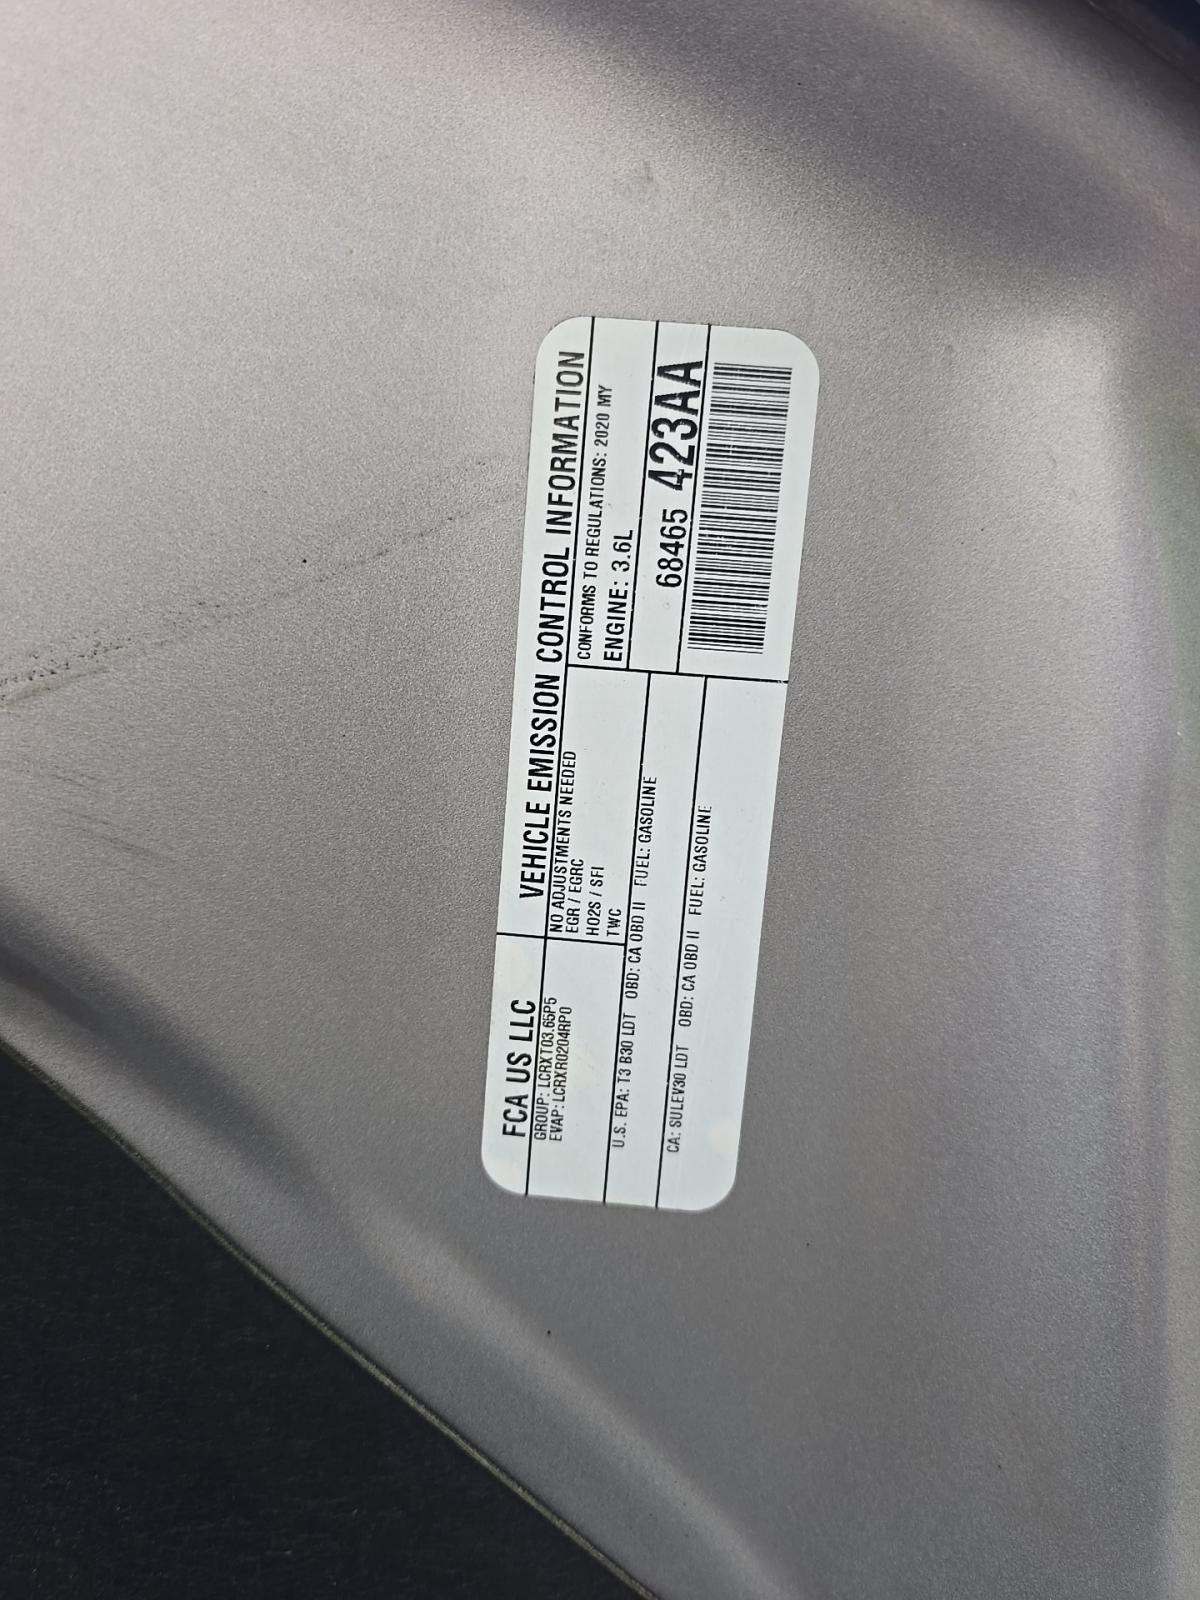 FCA US LLC
VEHICLE EMISSION CONTROL INFORMATION
GROUP: LCRXT03.65P5
EVAP: LCRXR0204RP0
NO ADJUSTMENTS NEEDED
EGR / EGRC
HO2S / SFI
TWC
CONFORMS TO REGULATIONS: 2020 MY
ENGINE: 3.6L
U.S. EPA: T3 B30 LDT OBD: CA OBD II FUEL: GASOLINE
CA: SULEV30 LDT OBD: CA OBD II FUEL: GASOLINE
68465 423AA